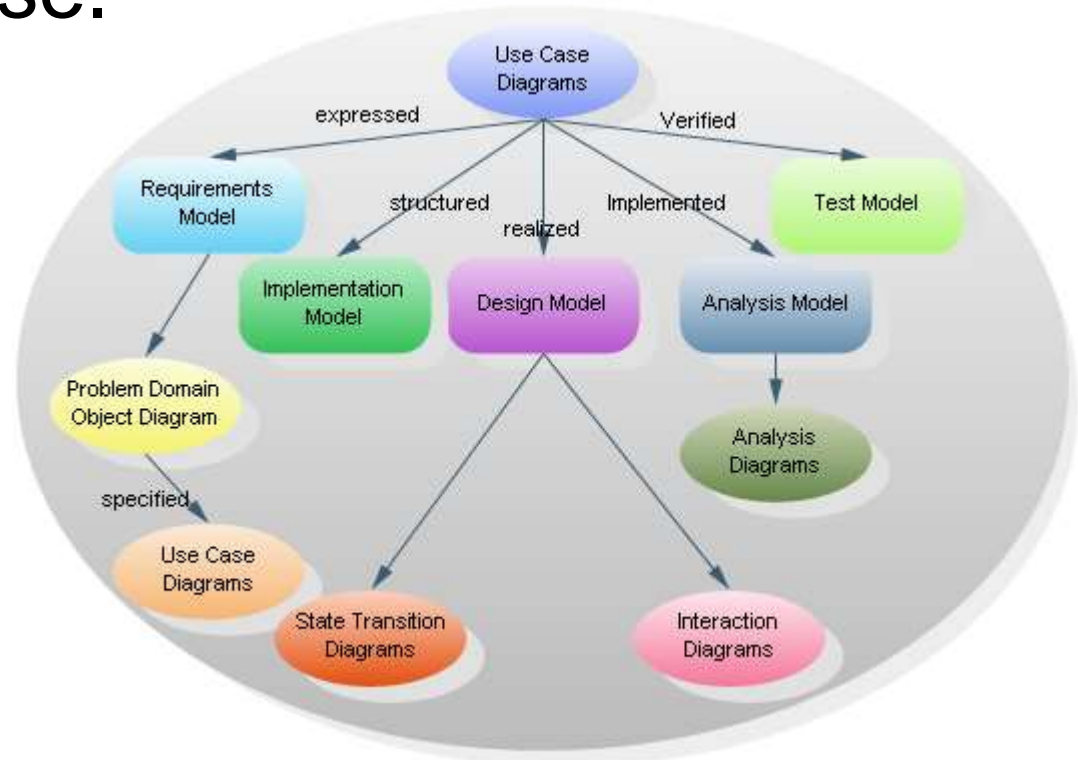 se.
Use Case
Diagrams
expressed
Verified
Requirements
Model
structured
Implemented
Test Model
realized
Implementation
Model
Design Model
Analysis Model
Problem Domain
Object Diagram
Analysis
Diagrams
specified
Use Case
Diagrams
State Transition
Diagrams
Interaction
Diagrams